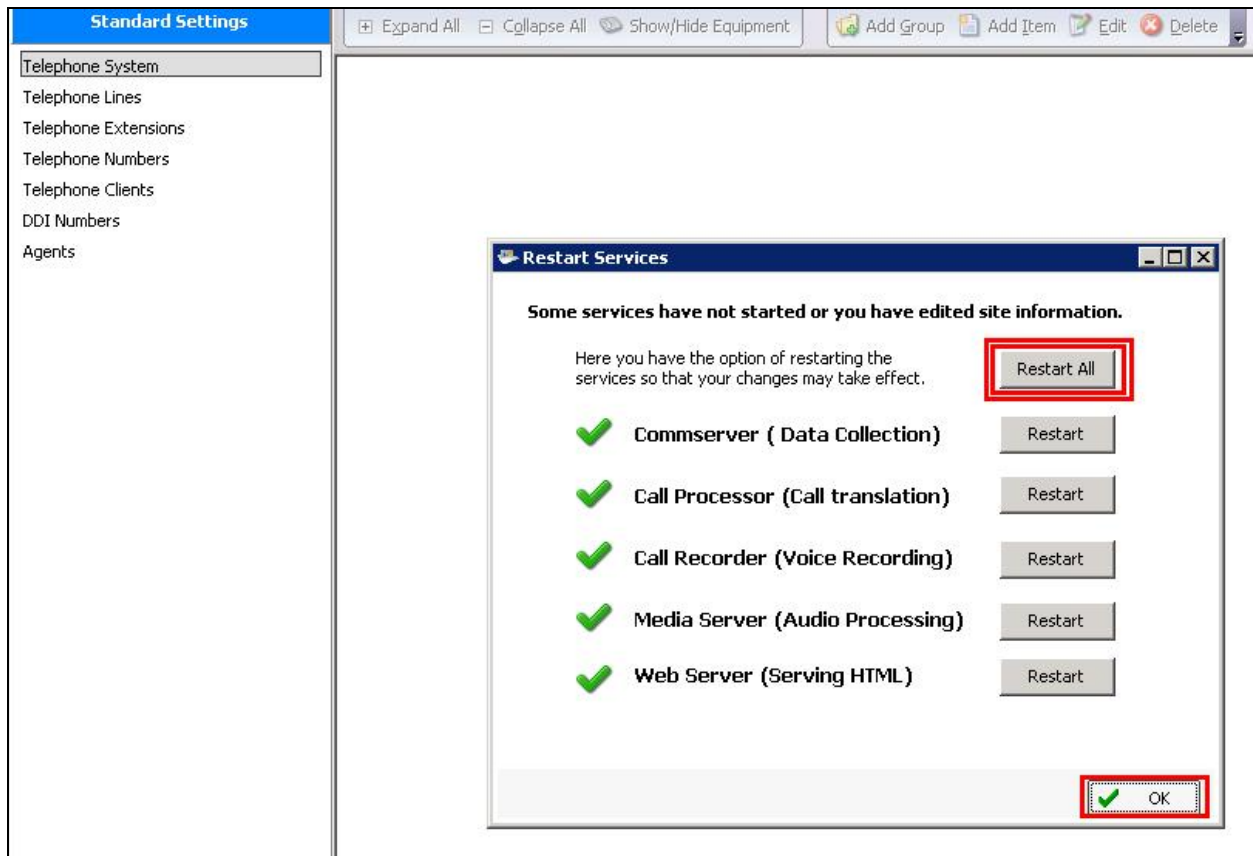 Standard Settings
Expand All Collapse All Show/Hide Equipment Add Group Add Item Edit Delete
Telephone System
Telephone Lines
Telephone Extensions
Telephone Numbers
Telephone Clients
DDI Numbers
Agents
Restart Services
Some services have not started or you have edited site information.
Here you have the option of restarting the
services so that your changes may take effect.
Restart All
Commserver ( Data Collection) Restart
Call Processor (Call translation) Restart
Call Recorder (Voice Recording) Restart
Media Server (Audio Processing) Restart
Web Server (Serving HTML) Restart
OK